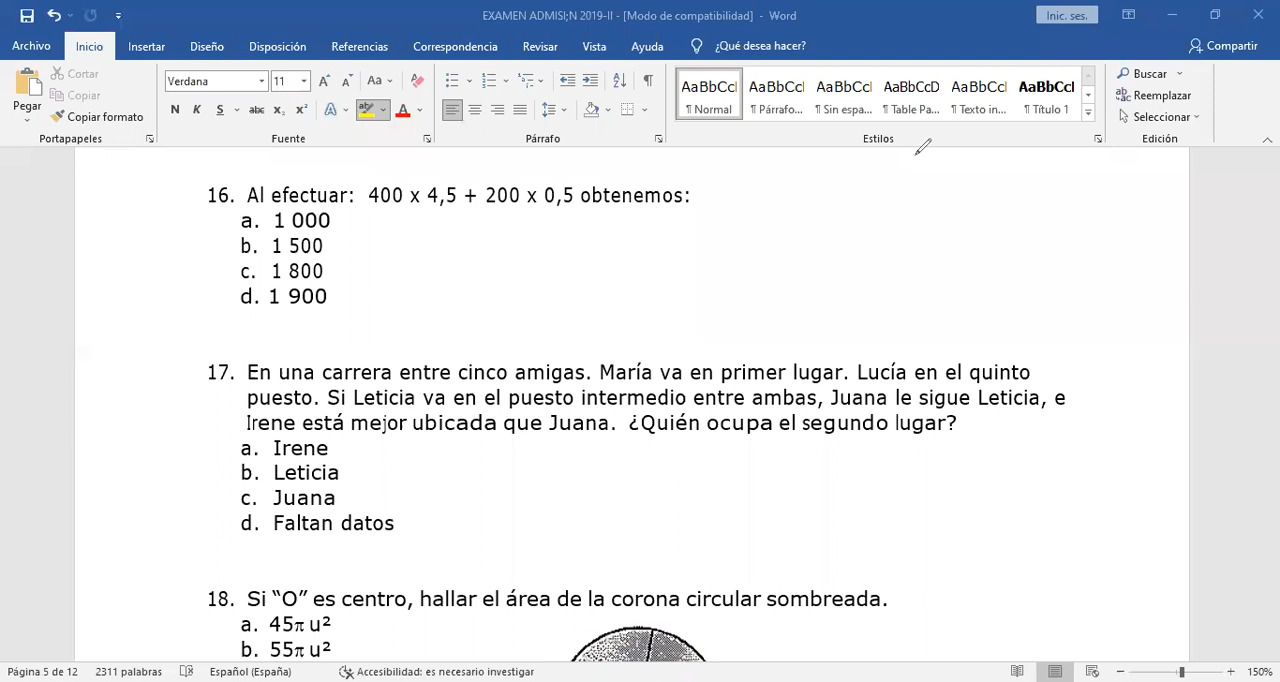 EXAMEN ADMISI;N 2019-II - [Modo de compatibilidad] - Word
Inic. ses.
Archivo Inicio Insertar Diseño Disposición Referencias Correspondencia Revisar Vista Ayuda ¿Qué desea hacer? Compartir
Pegar
Cortar
Copiar
Copiar formato
Portapapeles
Verdana 11
Aa
N K S abc x₂ x² A A
Fuente
Párrafo
AaBbCcI AaBbCcI AaBbCcI AaBbCcD AaBbCcI AaBbCcI
¶ Normal ¶ Párrafo... ¶ Sin espa... ¶ Table Pa... ¶ Texto in... ¶ Título 1
Estilos
Buscar
Reemplazar
Seleccionar
Edición
16. Al efectuar: 400 x 4,5 + 200 x 0,5 obtenemos:
a. 1 000
b. 1 500
c. 1 800
d. 1 900
17. En una carrera entre cinco amigas. María va en primer lugar. Lucía en el quinto
puesto. Si Leticia va en el puesto intermedio entre ambas, Juana le sigue Leticia, e
Irene está mejor ubicada que Juana. ¿Quién ocupa el segundo lugar?
a. Irene
b. Leticia
c. Juana
d. Faltan datos
18. Si “O” es centro, hallar el área de la corona circular sombreada.
a. 45π u²
b. 55π u²
Página 5 de 12 2311 palabras Español (España) Accesibilidad: es necesario investigar 150%